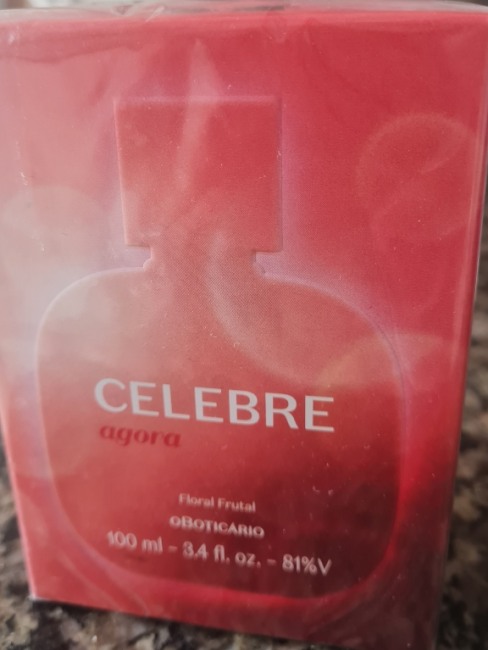 CELEBRE
agora
Floral Frutal
OBOTICARIO
100 ml - 3.4 fl. oz. - 81%V